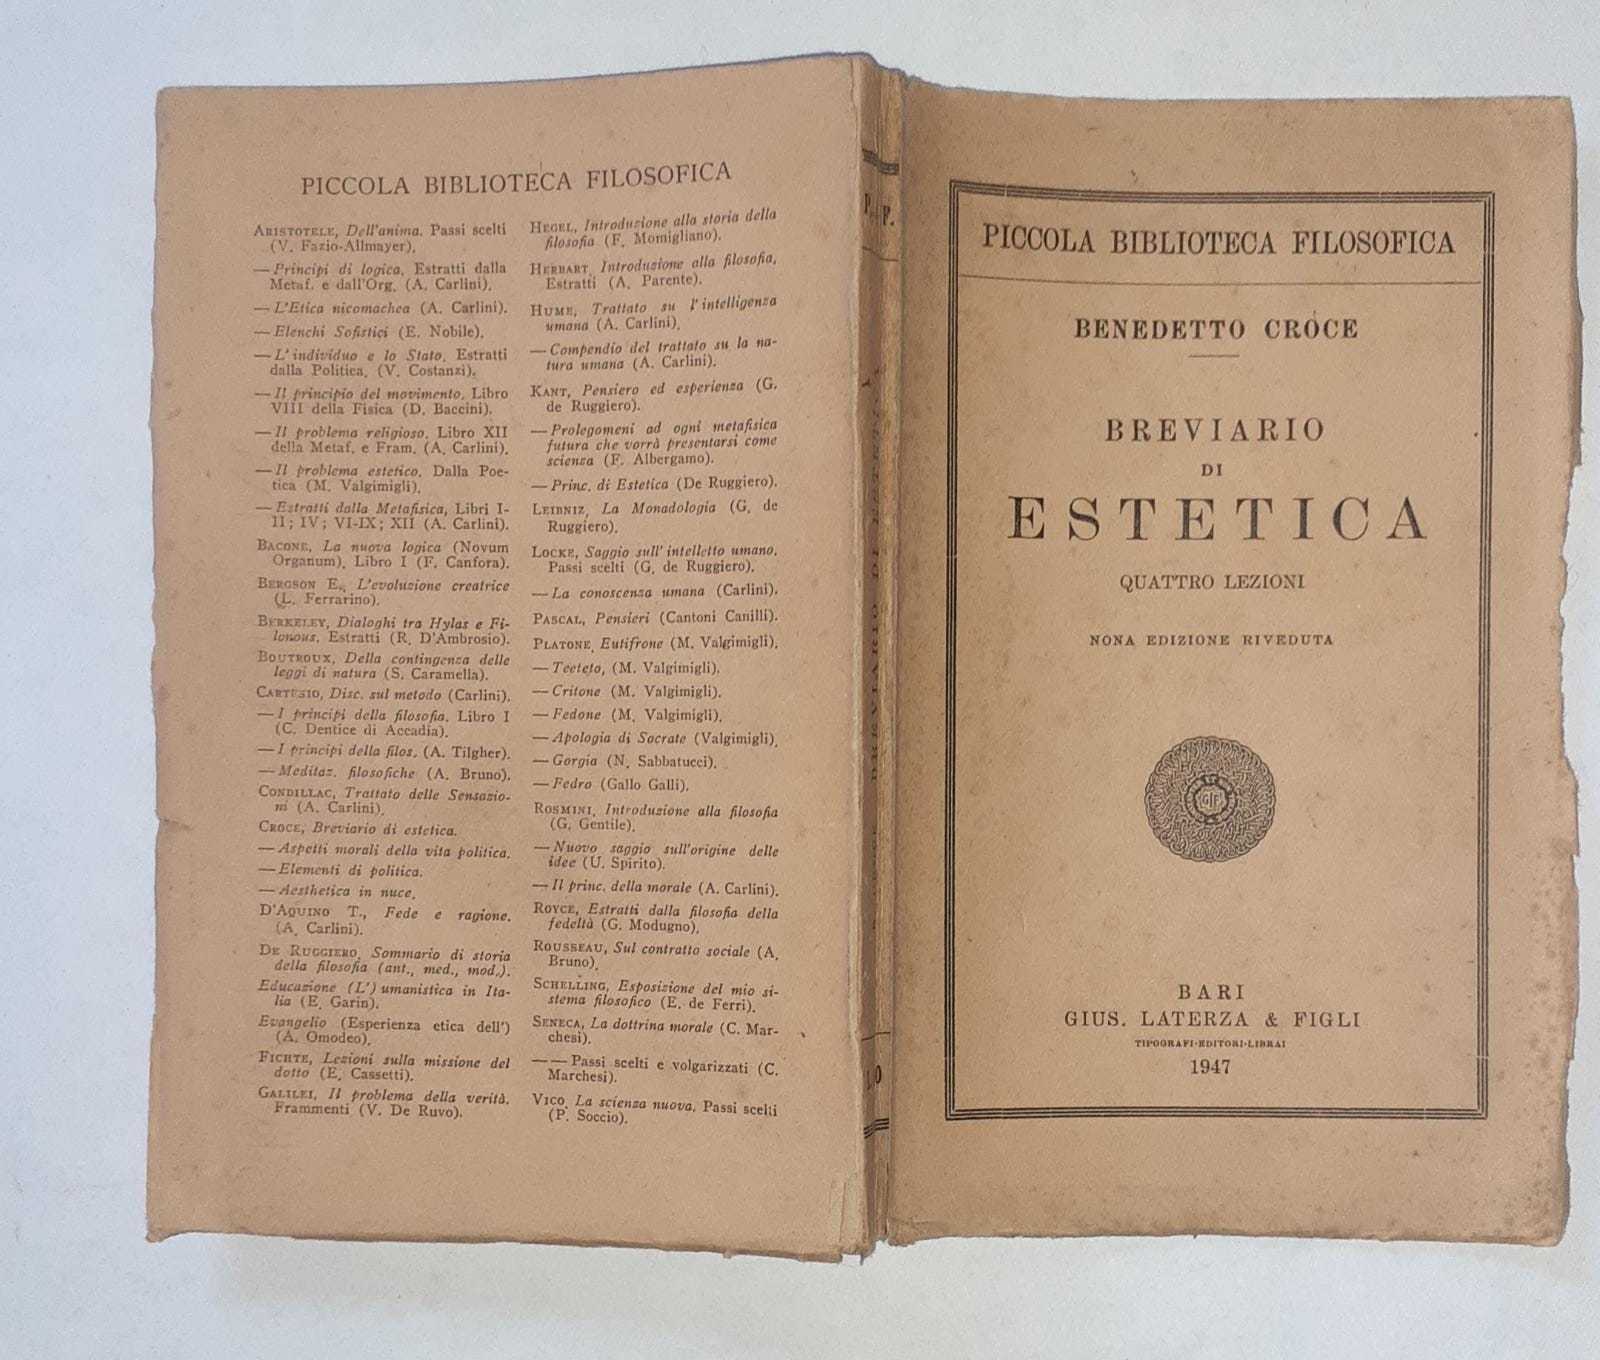 PICCOLA BIBLIOTECA FILOSOFICA
ARISTOTELE, Dell'anima. Passi scelti
(V. Fazio-Allmayer).
— Principi di logica. Estratti dalla
Metaf. e dall'Org. (A. Carlini).
— L'Etica nicomachea (A. Carlini).
— Elenchi Sofistici (E. Nobile).
— L'individuo e lo Stato. Estratti
dalla Politica. (V. Costanzi).
— Il principio del movimento. Libro
VIII della Fisica (D. Baccini).
— Il problema religioso. Libro XII
della Metaf. e Fram. (A. Carlini).
— Il problema estetico. Dalla Poe-
tica (M. Valgimigli).
— Estratti dalla Metafisica, Libri I-
II; IV; VI-IX; XII (A. Carlini).
BACONE, La nuova logica (Novum
Organum), Libro I (F. Canfora).
BERGSON E., L'evoluzione creatrice
(L. Ferrarino).
BERKELEY, Dialoghi tra Hylas e Fi-
lonous. Estratti (R. D'Ambrosio).
BOUTROUX, Della contingenza delle
leggi di natura (S. Caramella).
CARTESIO, Disc. sul metodo (Carlini).
— I principi della filosofia. Libro I
(C. Dentice di Accadia).
— I principi della filos. (A. Tilgher).
— Meditaz. filosofiche (A. Bruno).
CONDILLAC, Trattato delle Sensazio-
ni (A. Carlini).
CROCE, Breviario di estetica.
— Aspetti morali della vita politica.
— Elementi di politica.
— Aesthetica in nuce.
D'AQUINO T., Fede e ragione.
(A. Carlini).
DE RUGGIERO, Sommario di storia
della filosofia (ant., med., mod.).
Educazione (L') umanistica in Ita-
lia (E. Garin).
Evangelio (Esperienza etica dell')
(A. Omodeo).
FICHTE, Lezioni sulla missione del
dotto (E. Cassetti).
GALILEI, Il problema della verità.
Frammenti (V. De Ruvo).
HEGEL, Introduzione alla storia della
filosofia (F. Momigliano).
HERBART, Introduzione alla filosofia.
Estratti (A. Parente).
HUME, Trattato su l'intelligenza
umana (A. Carlini).
— Compendio del trattato su la na-
tura umana (A. Carlini).
KANT, Pensiero ed esperienza (G.
de Ruggiero).
— Prolegomeni ad ogni metafisica
futura che vorrà presentarsi come
scienza (F. Albergamo).
— Princ. di Estetica (De Ruggiero).
LEIBNIZ, La Monadologia (G. de
Ruggiero).
LOCKE, Saggio sull'intelletto umano.
Passi scelti (G. de Ruggiero).
— La conoscenza umana (Carlini).
PASCAL, Pensieri (Cantoni Canilli).
PLATONE, Eutifrone (M. Valgimigli).
— Teeteto, (M. Valgimigli).
— Critone (M. Valgimigli).
— Fedone (M. Valgimigli).
— Apologia di Socrate (Valgimigli).
— Gorgia (N. Sabbatucci).
— Fedro (Gallo Galli).
ROSMINI, Introduzione alla filosofia
(G. Gentile).
— Nuovo saggio sull'origine delle
idee (U. Spirito).
— Il princ. della morale (A. Carlini).
ROYCE, Estratti dalla filosofia della
fedeltà (G. Modugno).
ROUSSEAU, Sul contratto sociale (A.
Bruno).
SCHELLING, Esposizione del mio si-
stema filosofico (E. de Ferri).
SENECA, La dottrina morale (C. Mar-
chesi).
— — Passi scelti e volgarizzati (C.
Marchesi).
VICO, La scienza nuova. Passi scelti
(P. Soccio).
BREVIARIO DI ESTETICA
PICCOLA BIBLIOTECA FILOSOFICA
BENEDETTO CROCE
BREVIARIO
DI
ESTETICA
QUATTRO LEZIONI
NONA EDIZIONE RIVEDUTA
GLF
BARI
GIUS. LATERZA & FIGLI
TIPOGRAFI-EDITORI-LIBRAI
1947